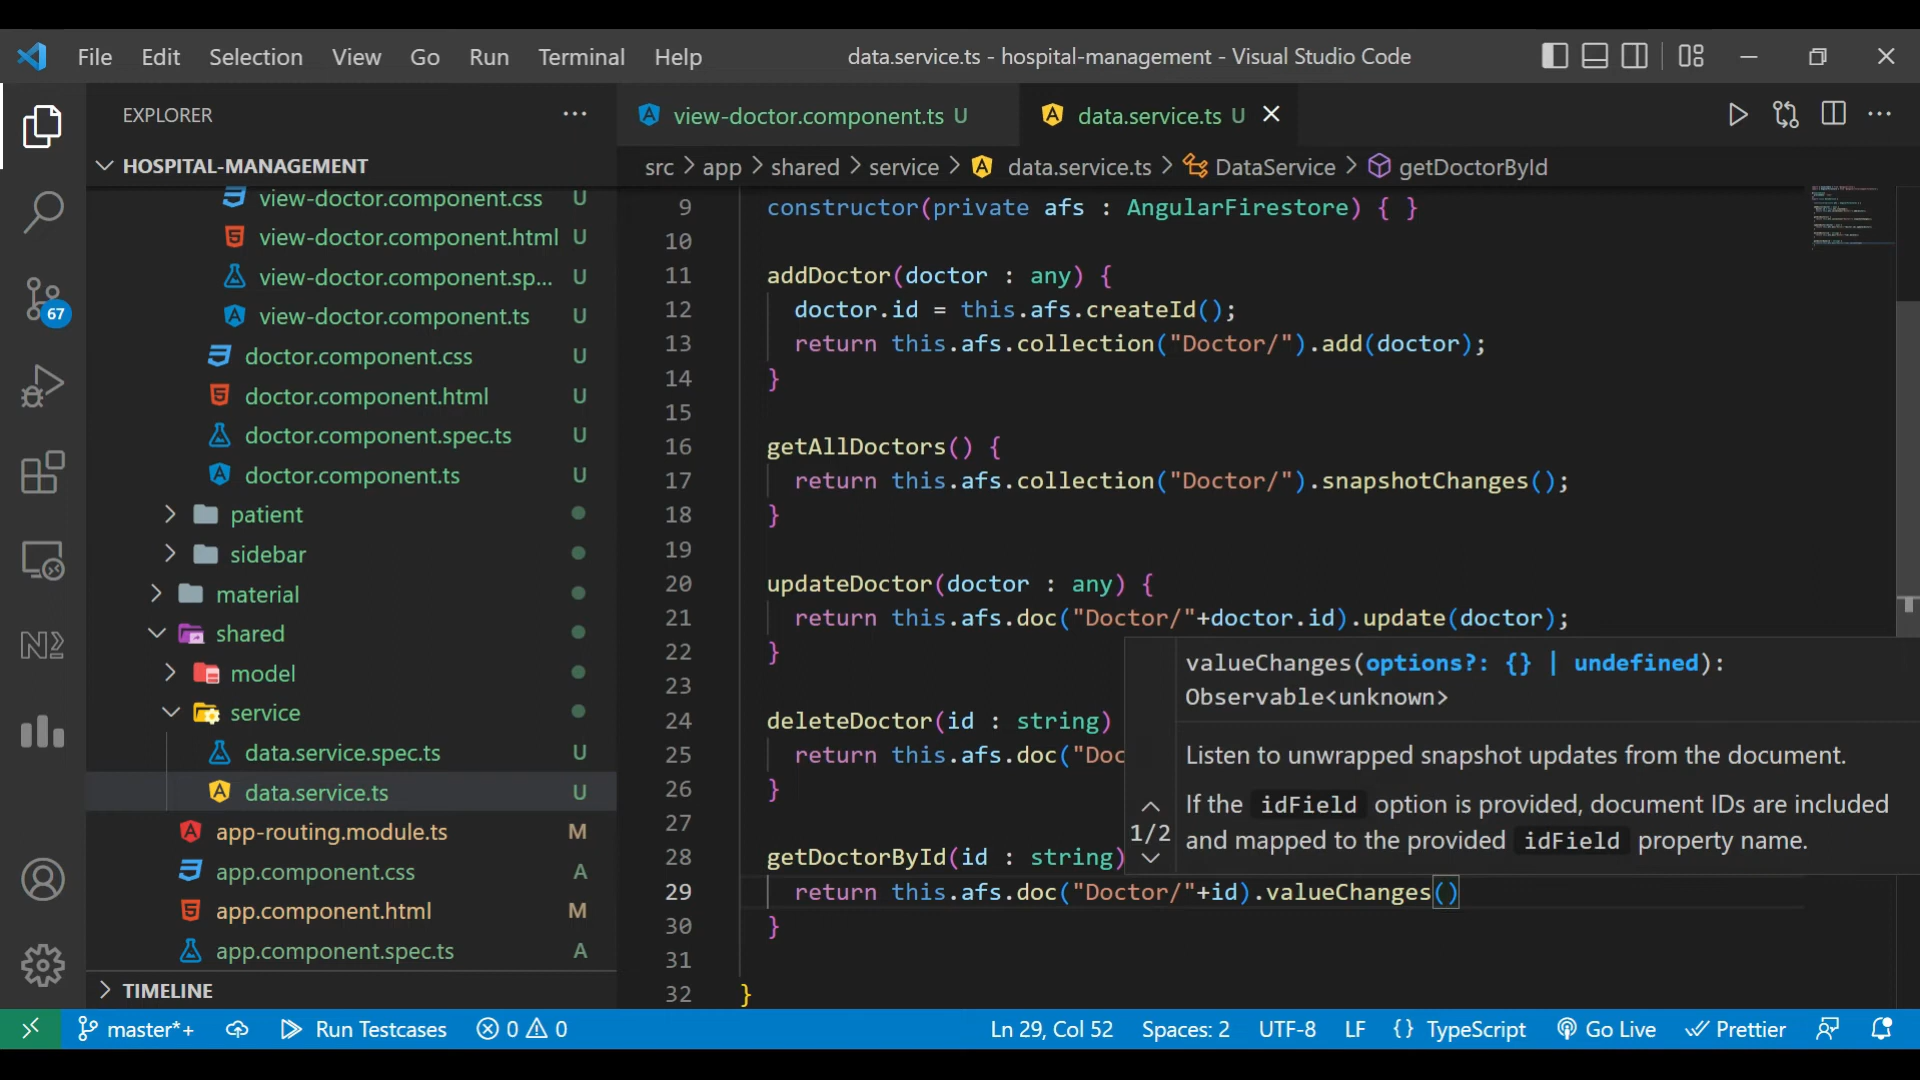 File Edit Selection View Go Run Terminal Help data.service.ts - hospital-management - Visual Studio Code
EXPLORER
HOSPITAL-MANAGEMENT
view-doctor.component.css U
view-doctor.component.html U
view-doctor.component.sp... U
view-doctor.component.ts U
doctor.component.css U
doctor.component.html U
doctor.component.spec.ts U
doctor.component.ts U
patient
sidebar
material
shared
model
service
data.service.spec.ts U
data.service.ts U
app-routing.module.ts M
app.component.css A
app.component.html M
app.component.spec.ts A
TIMELINE
67
view-doctor.component.ts U
data.service.ts U
src > app > shared > service > data.service.ts > DataService > getDoctorById
9 constructor(private afs : AngularFirestore) { }
10
11 addDoctor(doctor : any) {
12 doctor.id = this.afs.createId();
13 return this.afs.collection("Doctor/").add(doctor);
14 }
15
16 getAllDoctors() {
17 return this.afs.collection("Doctor/").snapshotChanges();
18 }
19
20 updateDoctor(doctor : any) {
21 return this.afs.doc("Doctor/"+doctor.id).update(doctor);
22 }
23
24 deleteDoctor(id : string)
25 return this.afs.doc("Doc
26 }
27
28 getDoctorById(id : string)
29 return this.afs.doc("Doctor/"+id).valueChanges()
30 }
31
32 }
valueChanges(options?: {} | undefined):
Observable<unknown>
Listen to unwrapped snapshot updates from the document.
If the idField option is provided, document IDs are included
and mapped to the provided idField property name.
1/2
master*+ Run Testcases 0 0 Ln 29, Col 52 Spaces: 2 UTF-8 LF {} TypeScript Go Live Prettier